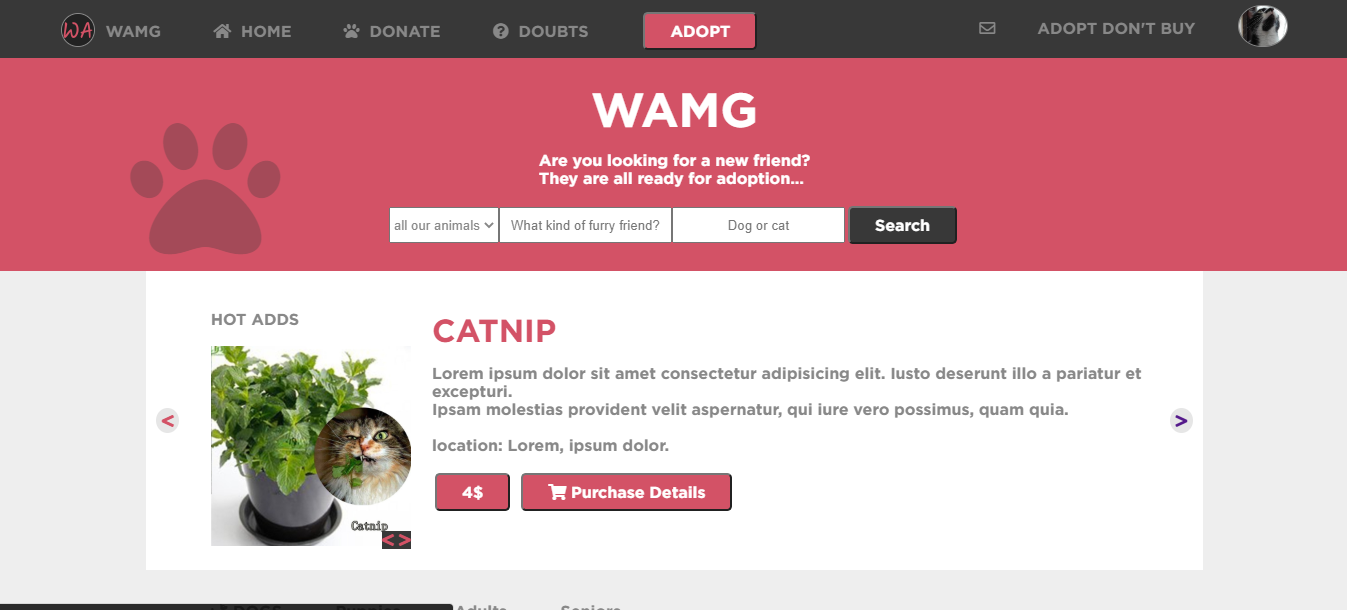 WA WAMG HOME DONATE DOUBTS ADOPT ADOPT DON'T BUY
WAMG
Are you looking for a new friend?
They are all ready for adoption...
all our animals What kind of furry friend? Dog or cat Search
HOT ADDS
CATNIP
Lorem ipsum dolor sit amet consectetur adipisicing elit. Iusto deserunt illo a pariatur et
excepturi.
Ipsam molestias provident velit aspernatur, qui iure vero possimus, quam quia.
location: Lorem, ipsum dolor.
4$ Purchase Details
Catnip
< >
< >
DOGS Puppies Adults Seniors